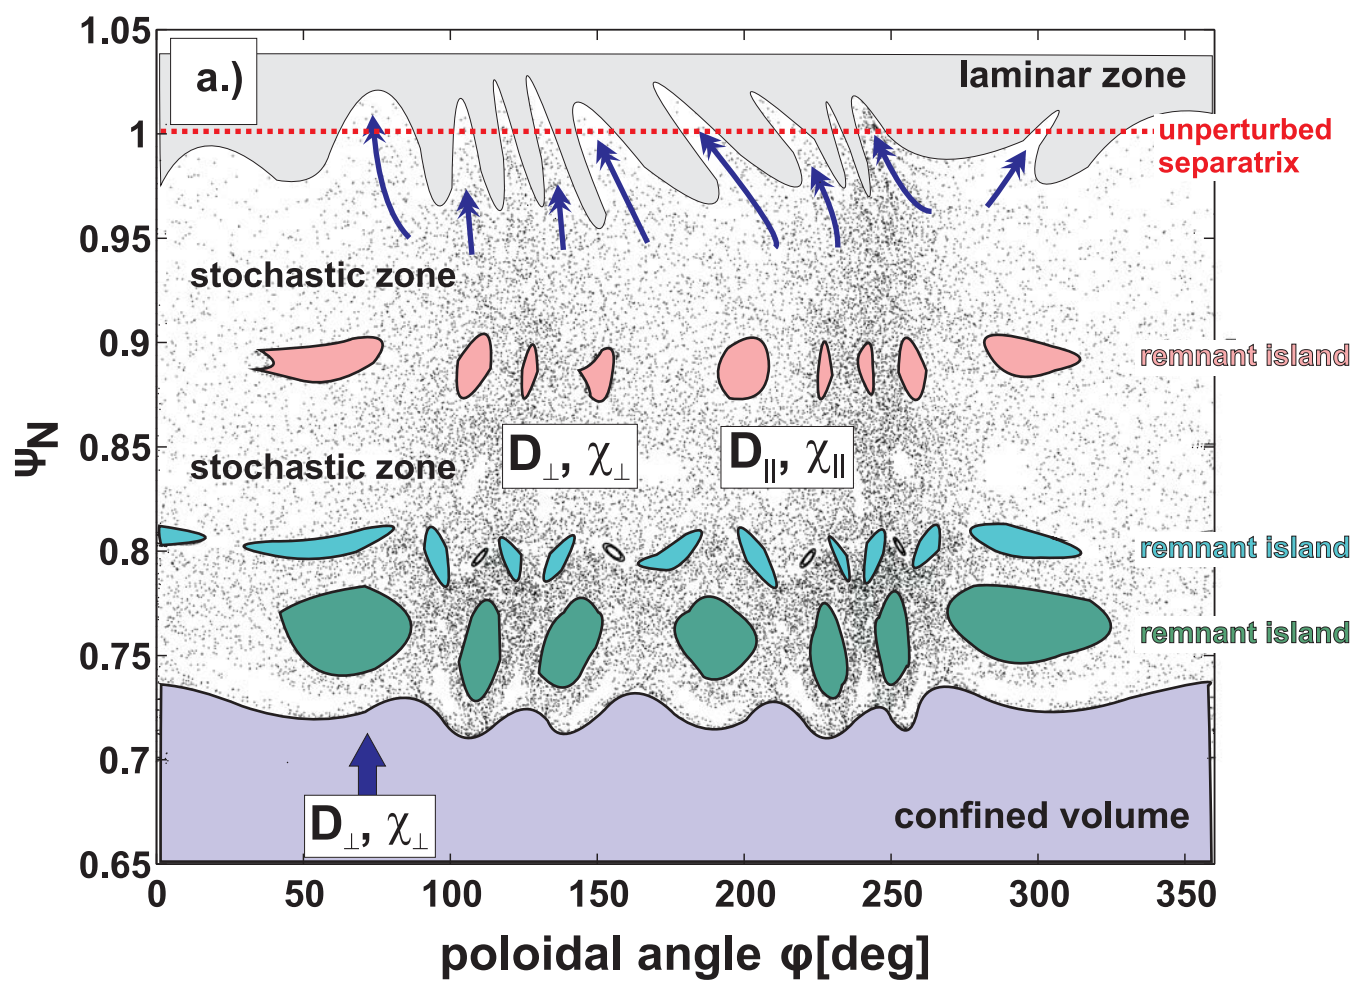 1.05
a.)
laminar zone
1
unperturbed
separatrix
0.95
stochastic zone
0.9
remnant island
ΨN
0.85
stochastic zone
D⊥, χ⊥
D||, χ||
0.8
remnant island
0.75
remnant island
0.7
D⊥, χ⊥
confined volume
0.65
0 50 100 150 200 250 300 350
poloidal angle φ[deg]